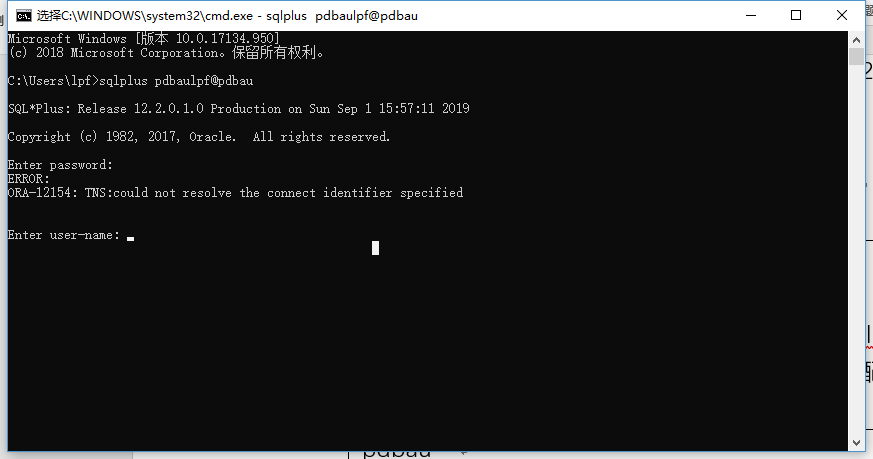 选择C:\WINDOWS\system32\cmd.exe - sqlplus  pdbaulpf@pdbau
Microsoft Windows [版本 10.0.17134.950]
(c) 2018 Microsoft Corporation。保留所有权利。
C:\Users\lpf>sqlplus pdbaulpf@pdbau
SQL*Plus: Release 12.2.0.1.0 Production on Sun Sep 1 15:57:11 2019
Copyright (c) 1982, 2017, Oracle.  All rights reserved.
Enter password:
ERROR:
ORA-12154: TNS:could not resolve the connect identifier specified
Enter user-name:
pdbau